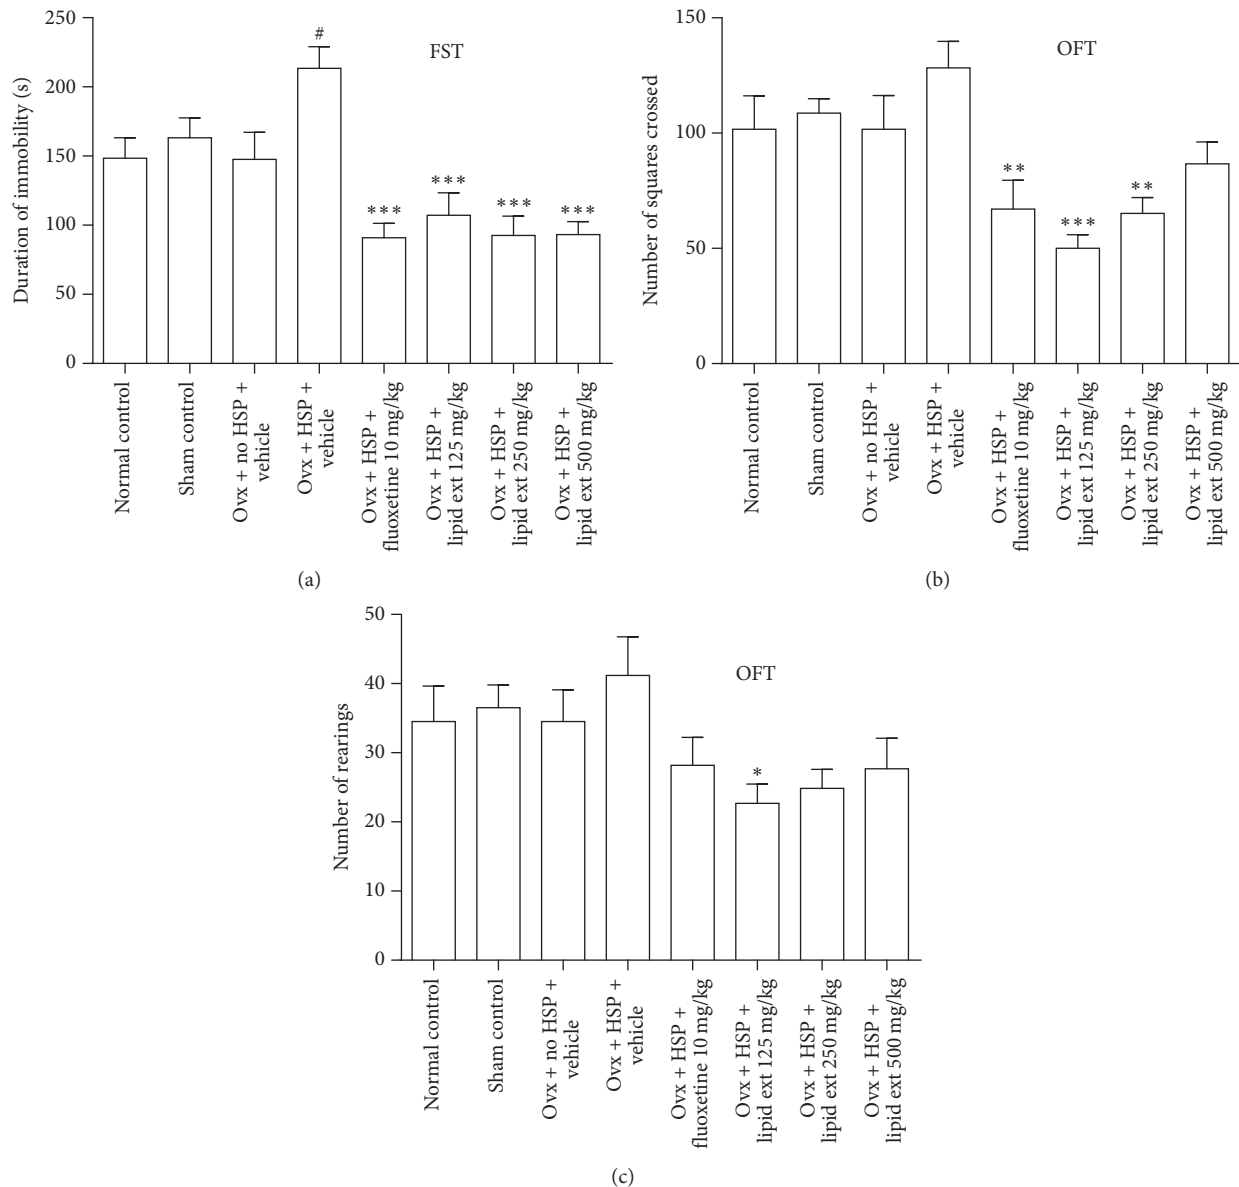 250
200
150
100
50
0
Duration of immobility (s)
FST
#
***
***
***
***
Normal control
Sham control
Ovx + no HSP +
vehicle
Ovx + HSP +
vehicle
Ovx + HSP +
fluoxetine 10 mg/kg
Ovx + HSP +
lipid ext 125 mg/kg
Ovx + HSP +
lipid ext 250 mg/kg
Ovx + HSP +
lipid ext 500 mg/kg
(a)
150
100
50
0
Number of squares crossed
OFT
**
***
**
Normal control
Sham control
Ovx + no HSP +
vehicle
Ovx + HSP +
vehicle
Ovx + HSP +
fluoxetine 10 mg/kg
Ovx + HSP +
lipid ext 125 mg/kg
Ovx + HSP +
lipid ext 250 mg/kg
Ovx + HSP +
lipid ext 500 mg/kg
(b)
50
40
30
20
10
0
Number of rearings
OFT
*
Normal control
Sham control
Ovx + no HSP +
vehicle
Ovx + HSP +
vehicle
Ovx + HSP +
fluoxetine 10 mg/kg
Ovx + HSP +
lipid ext 125 mg/kg
Ovx + HSP +
lipid ext 250 mg/kg
Ovx + HSP +
lipid ext 500 mg/kg
(c)